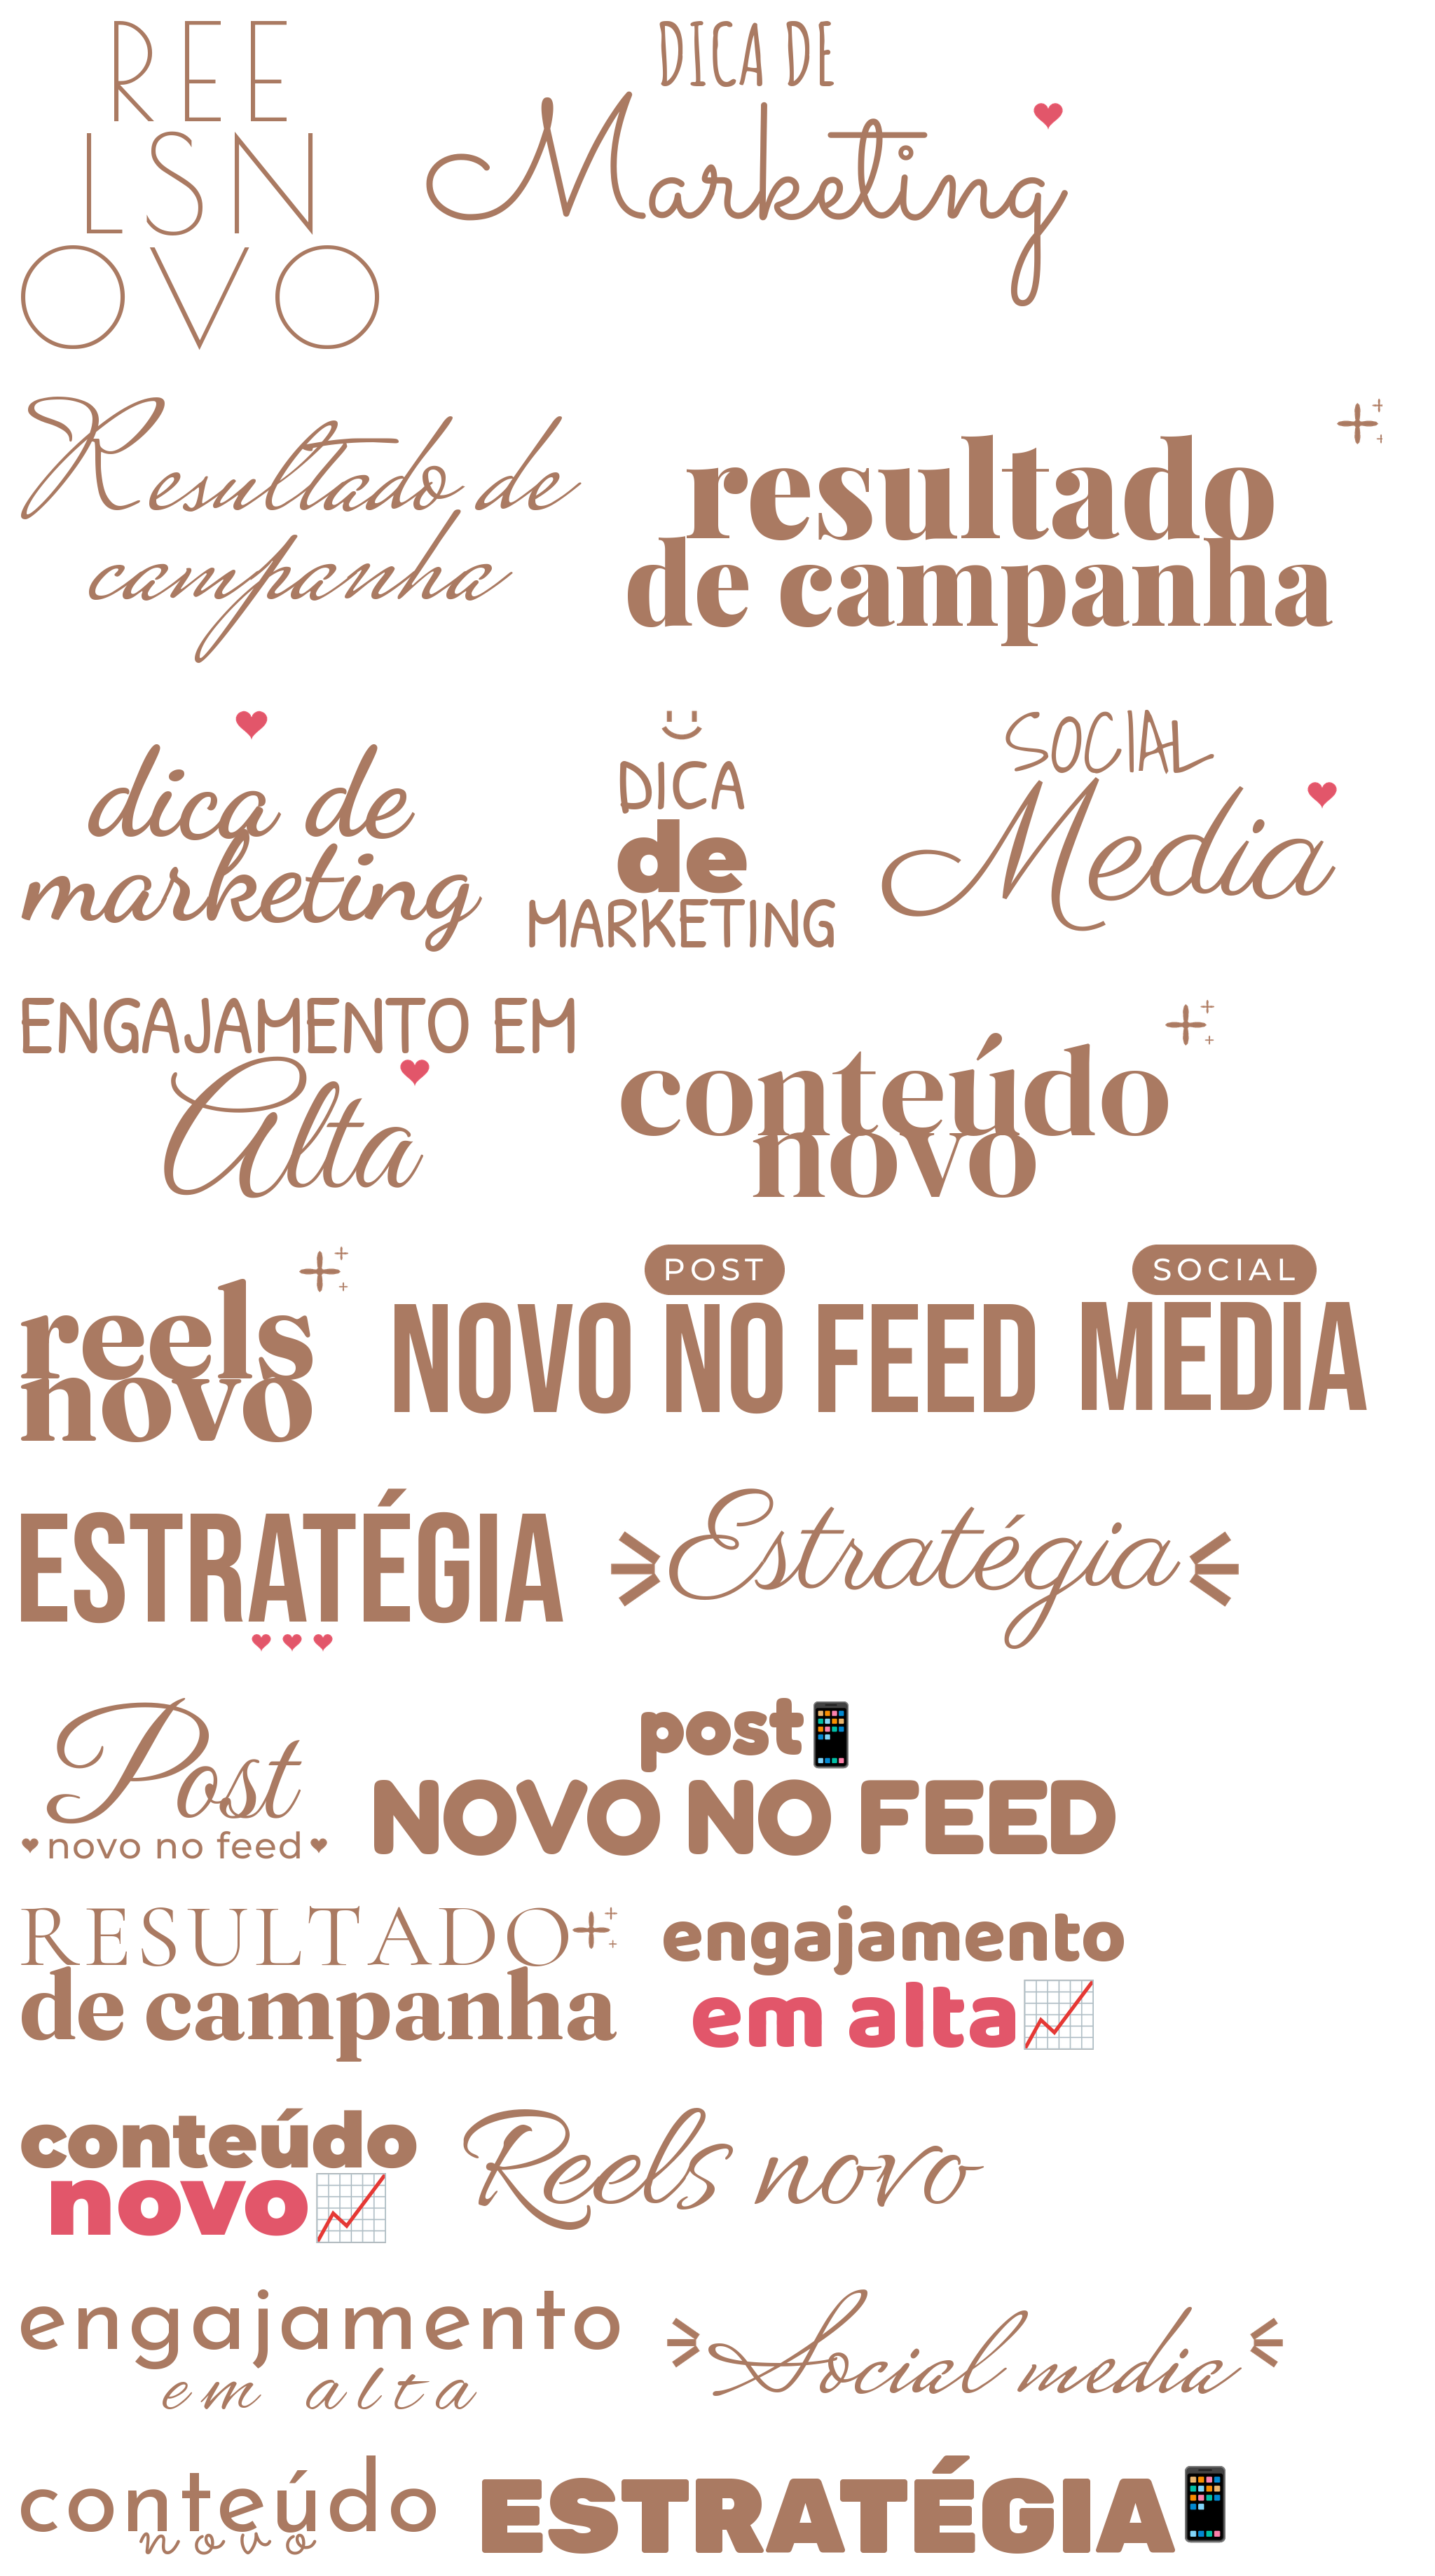 REE
LSN
OVO
DICA DE
Marketing
Resultado de
campanha
resultado
de campanha
dica de
marketing
DICA
de
MARKETING
SOCIAL
Media
ENGAJAMENTO EM
Alta
conteúdo
novo
reels
novo
POST
NOVO NO FEED
SOCIAL
MEDIA
ESTRATÉGIA
Estratégia
Post
novo no feed
post
NOVO NO FEED
RESULTADO
de campanha
engajamento
em alta
conteúdo
novo
Reels novo
engajamento
em alta
Social media
conteúdo
novo
ESTRATÉGIA